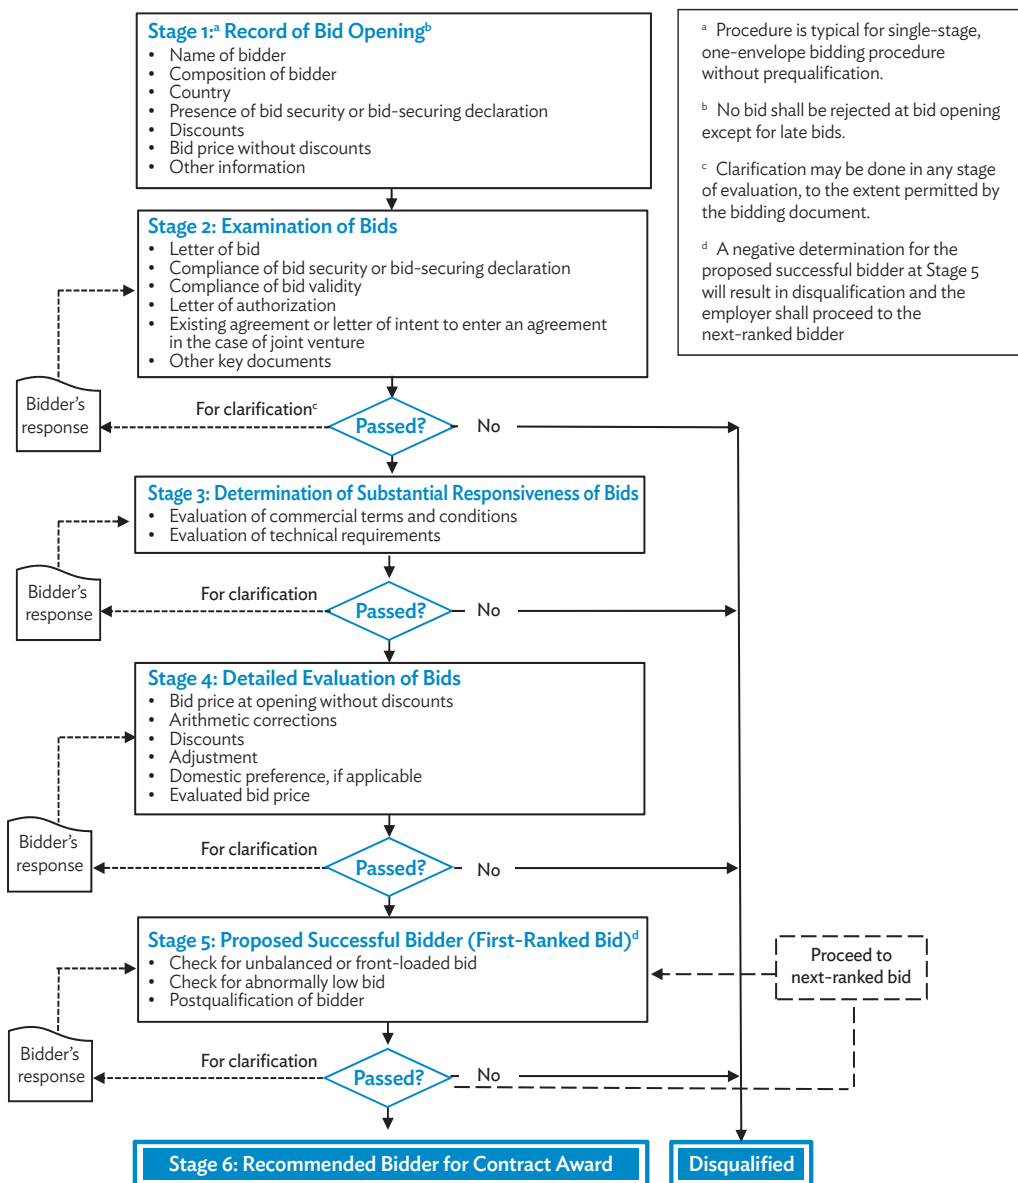 Stage 1:ᵃ Record of Bid Openingᵇ
• Name of bidder
• Composition of bidder
• Country
• Presence of bid security or bid-securing declaration
• Discounts
• Bid price without discounts
• Other information
ᵃ Procedure is typical for single-stage,
one-envelope bidding procedure
without prequalification.
ᵇ No bid shall be rejected at bid opening
except for late bids.
ᶜ Clarification may be done in any stage
of evaluation, to the extent permitted by
the bidding document.
ᵈ A negative determination for the
proposed successful bidder at Stage 5
will result in disqualification and the
employer shall proceed to the
next-ranked bidder
Stage 2: Examination of Bids
• Letter of bid
• Compliance of bid security or bid-securing declaration
• Compliance of bid validity
• Letter of authorization
• Existing agreement or letter of intent to enter an agreement
in the case of joint venture
• Other key documents
Bidder's
response
For clarificationᶜ
Passed?
No
Stage 3: Determination of Substantial Responsiveness of Bids
• Evaluation of commercial terms and conditions
• Evaluation of technical requirements
Bidder's
response
For clarification
Passed?
No
Stage 4: Detailed Evaluation of Bids
• Bid price at opening without discounts
• Arithmetic corrections
• Discounts
• Adjustment
• Domestic preference, if applicable
• Evaluated bid price
Bidder's
response
For clarification
Passed?
No
Stage 5: Proposed Successful Bidder (First-Ranked Bid)ᵈ
• Check for unbalanced or front-loaded bid
• Check for abnormally low bid
• Postqualification of bidder
Proceed to
next-ranked bid
Bidder's
response
For clarification
Passed?
No
Stage 6: Recommended Bidder for Contract Award
Disqualified